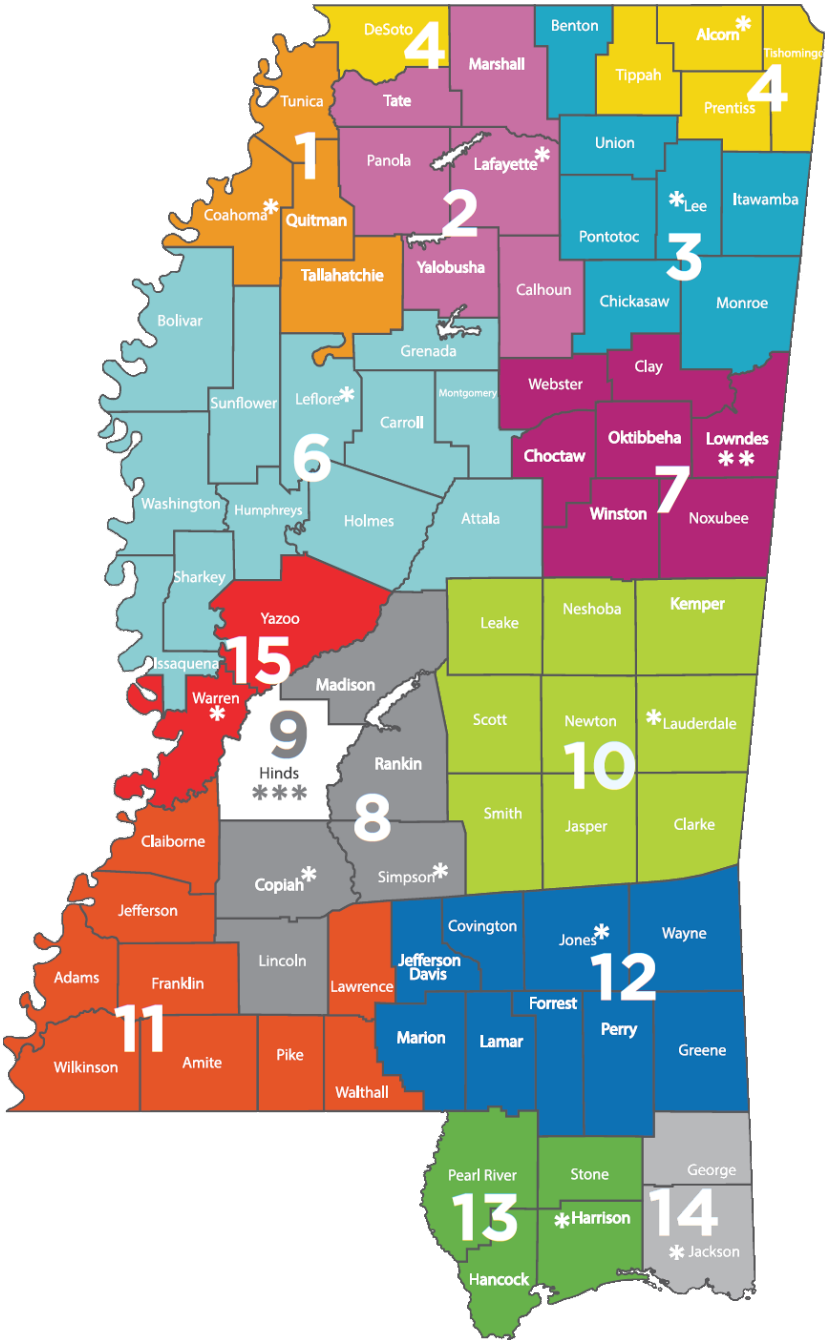 DeSoto
4
Marshall
Benton
Alcorn*
Tippah
Tishomingo
Prentiss
4
Tunica
Tate
1
Panola
Lafayette*
Union
Coahoma*
Quitman
2
*Lee
Itawamba
Pontotoc
3
Tallahatchie
Yalobusha
Calhoun
Chickasaw
Monroe
Bolivar
Grenada
Webster
Clay
Sunflower
Leflore*
Carroll
Montgomery
6
Choctaw
Oktibbeha
Lowndes
**
7
Washington
Humphreys
Holmes
Attala
Winston
Noxubee
Sharkey
Issaquena
Yazoo
15
Warren
*
Madison
Leake
Neshoba
Kemper
9
Hinds
***
Rankin
8
Scott
Newton
*Lauderdale
10
Smith
Jasper
Clarke
Claiborne
Copiah*
Simpson*
Jefferson
Lincoln
Lawrence
Adams
Franklin
11
Wilkinson
Amite
Pike
Walthall
Jefferson
Davis
Covington
Jones*
Wayne
12
Marion
Lamar
Forrest
Perry
Greene
Pearl River
13
Stone
*Harrison
Hancock
George
14
*Jackson